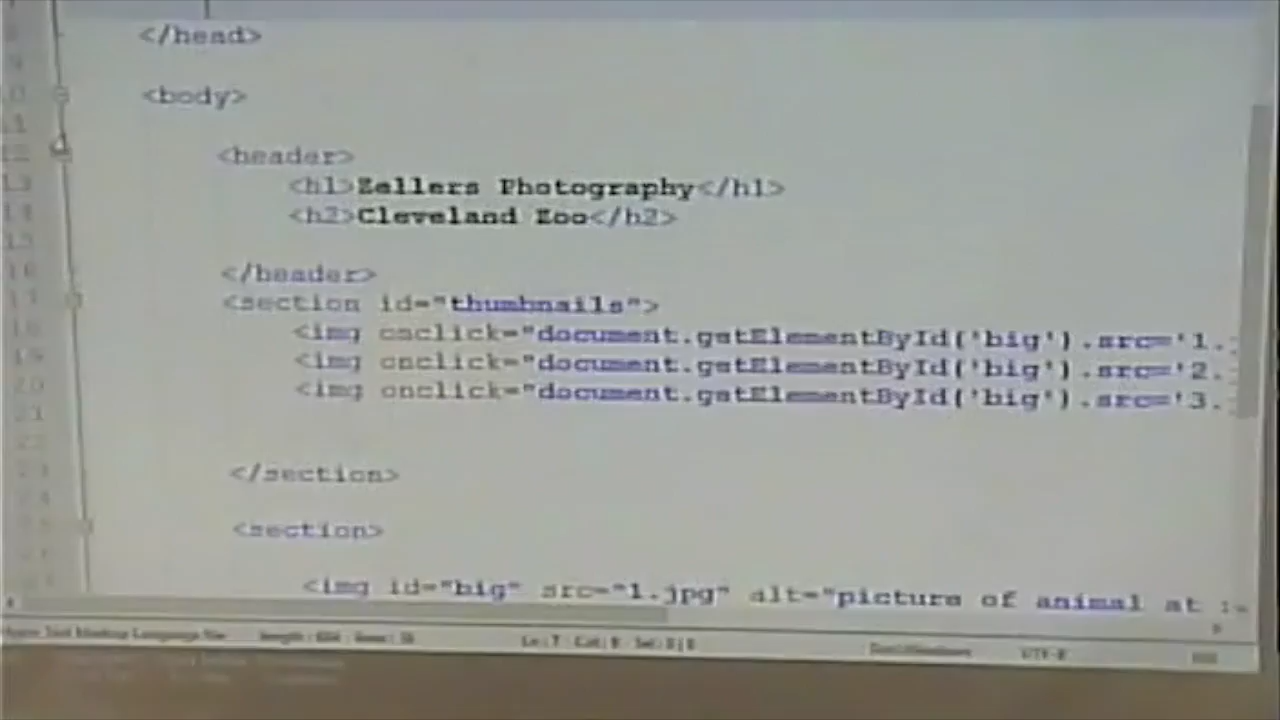 </head>
<body>
<header>
<h1>Zellers Photography</h1>
<h2>Cleveland Zoo</h2>
</header>
<section id="thumbnails">
<img onclick="document.getElementById('big').src='1.
<img onclick="document.getElementById('big').src='2.
<img onclick="document.getElementById('big').src='3.
</section>
<section>
<img id="big" src="1.jpg" alt="picture of animal at
UTF-8